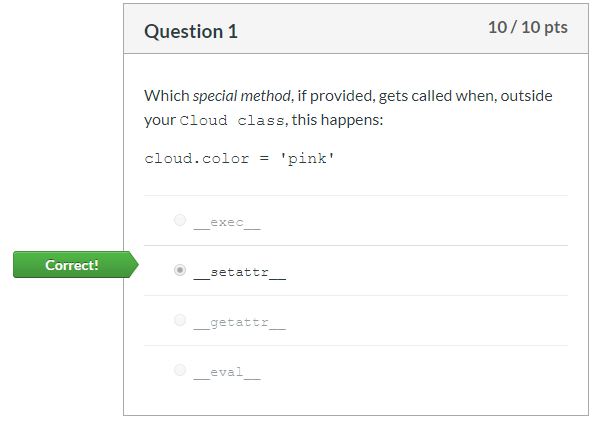 Question 1
10 / 10 pts
Which special method, if provided, gets called when, outside
your Cloud class, this happens:
cloud.color = 'pink'
__exec__
Correct!
__setattr__
__getattr__
__eval__